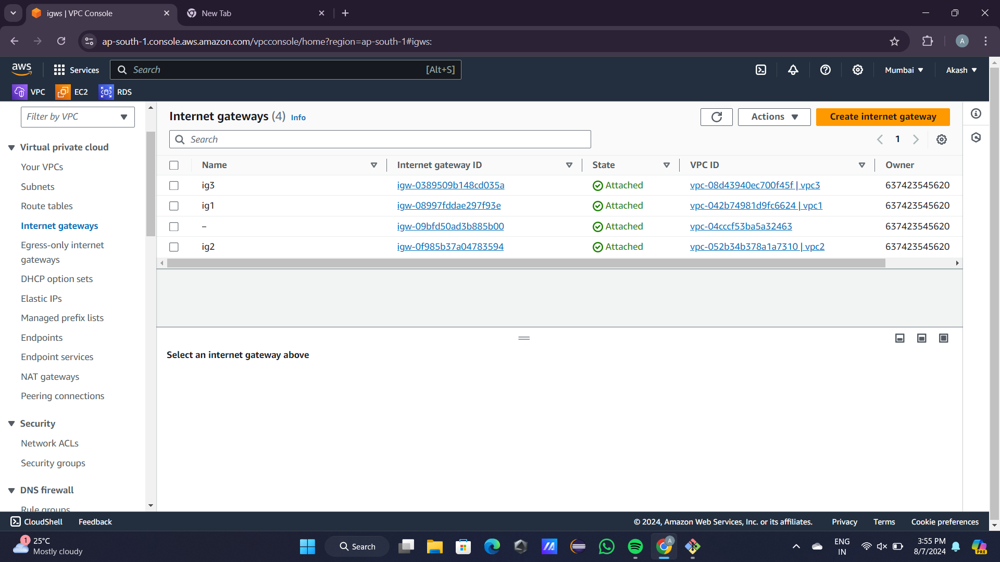 igws | VPC Console
New Tab
ap-south-1.console.aws.amazon.com/vpcconsole/home?region=ap-south-1#igws:
A
aws
Services
Search
[Alt+S]
Mumbai
Akash
VPC
EC2
RDS
Filter by VPC
Virtual private cloud
Your VPCs
Subnets
Route tables
Internet gateways
Egress-only internet
gateways
DHCP option sets
Elastic IPs
Managed prefix lists
Endpoints
Endpoint services
NAT gateways
Peering connections
Security
Network ACLs
Security groups
DNS firewall
Rule groups
Internet gateways (4) Info
Actions
Create internet gateway
Search
1
Name Internet gateway ID State VPC ID Owner
ig3 igw-0389509b148cd035a Attached vpc-08d43940ec700f45f | vpc3 637423545620
ig1 igw-08997fddae297f93e Attached vpc-042b74981d9fc6624 | vpc1 637423545620
– igw-09bfd50ad3b885b00 Attached vpc-04cccf53ba5a32463 637423545620
ig2 igw-0f985b37a04783594 Attached vpc-052b34b378a1a7310 | vpc2 637423545620
Select an internet gateway above
CloudShell Feedback
© 2024, Amazon Web Services, Inc. or its affiliates. Privacy Terms Cookie preferences
1
25°C
Mostly cloudy
Search
A
ENG
IN
3:55 PM
8/7/2024
PRE